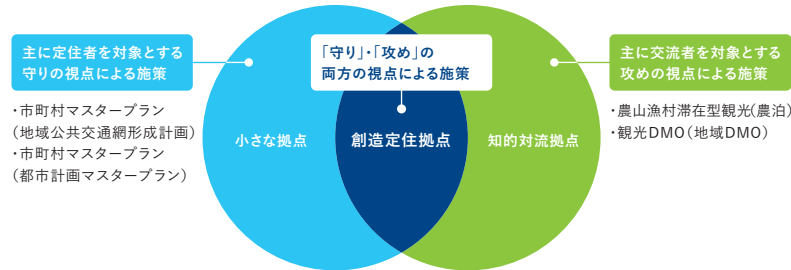 主に定住者を対象とする
守りの視点による施策
・市町村マスタープラン
(地域公共交通網形成計画)
・市町村マスタープラン
(都市計画マスタープラン)
「守り」・「攻め」の
両方の視点による施策
小さな拠点
創造定住拠点
知的対流拠点
主に交流者を対象とする
攻めの視点による施策
・農山漁村滞在型観光(農泊)
・観光DMO(地域DMO)